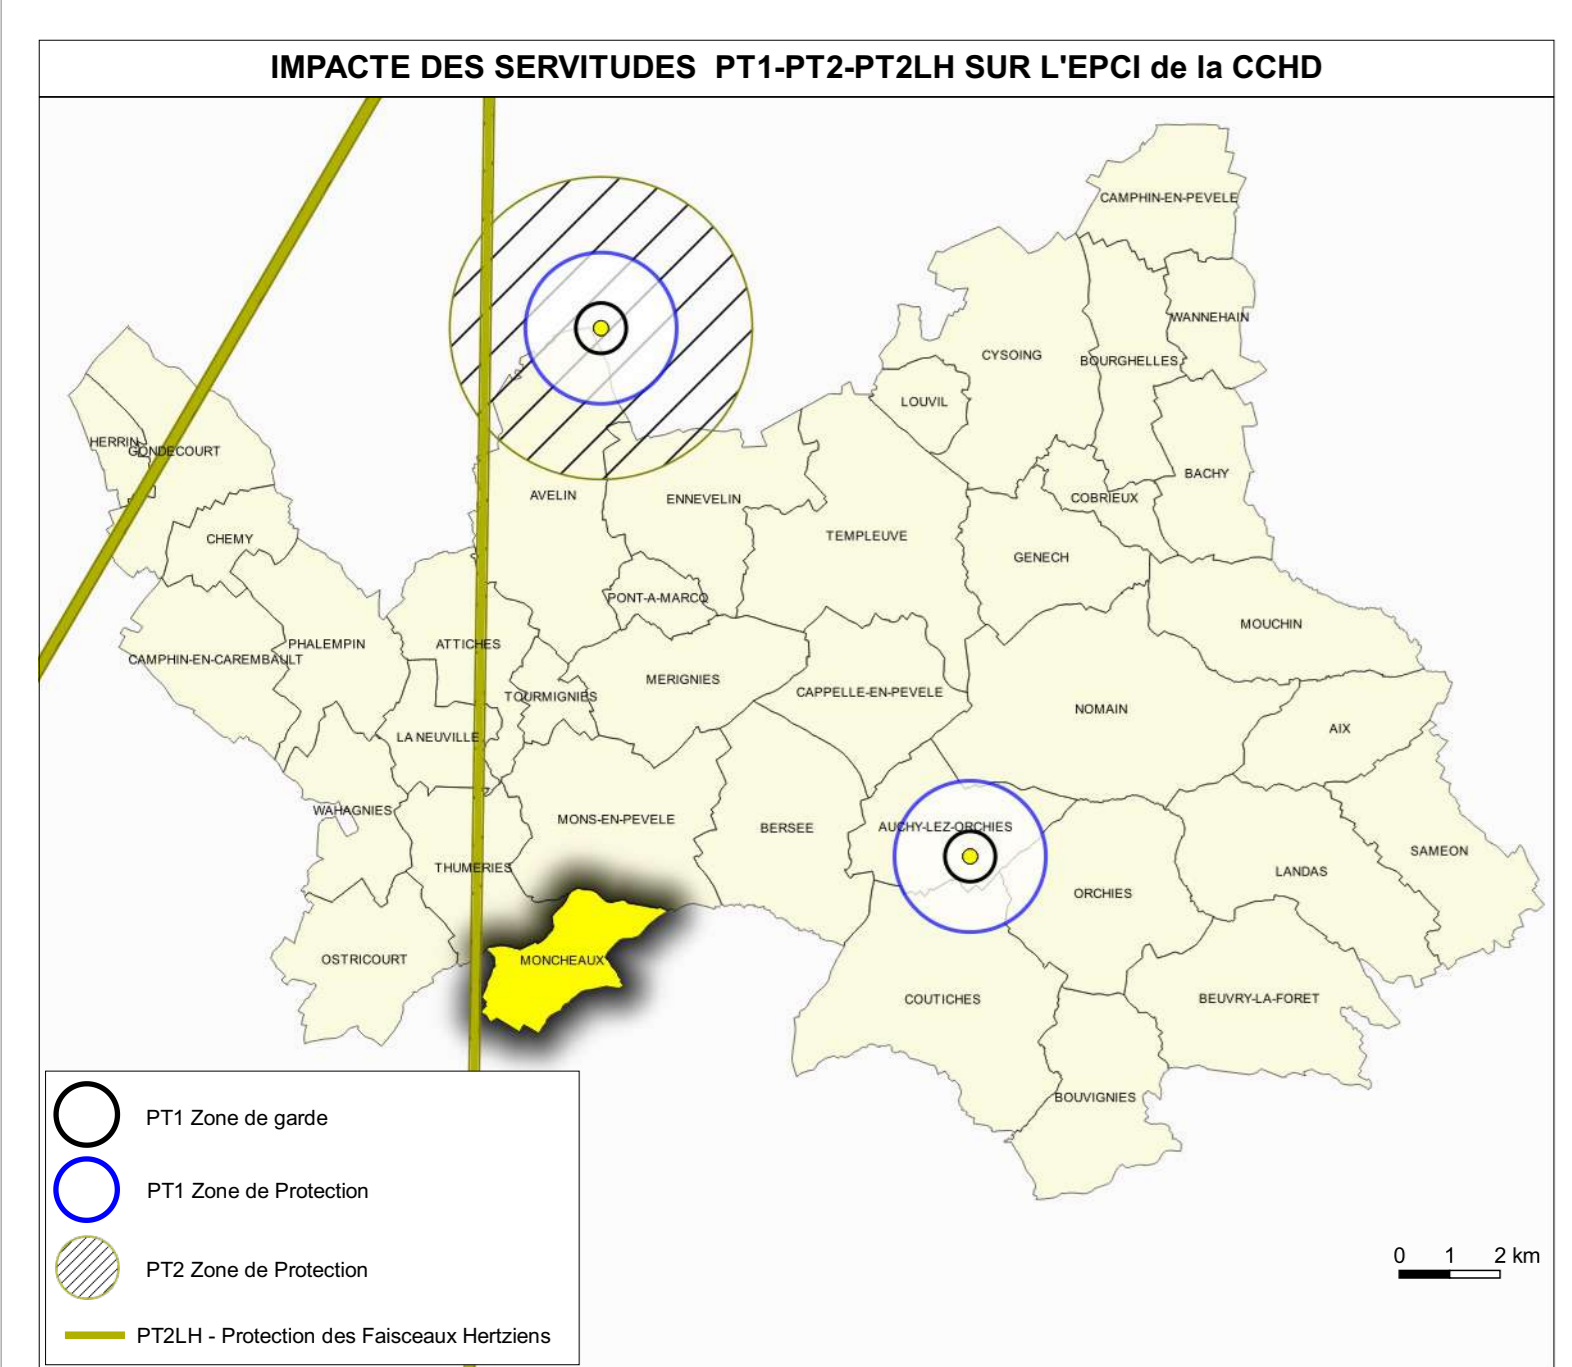 IMPACTE DES SERVITUDES PT1-PT2-PT2LH SUR L'EPCI de la CCHD
CAMPHIN-EN-PEVELE
WANNEHAIN
CYSOING
BOURGHELLES
LOUVIL
HERRIN
GONDECOURT
BACHY
AVELIN
ENNEVELIN
COBRIEUX
CHEMY
TEMPLEUVE
GENECH
PONT-A-MARCQ
MOUCHIN
PHALEMPIN
ATTICHES
CAMPHIN-EN-CAREMBAULT
MERIGNIES
CAPPELLE-EN-PEVELE
TOURMIGNIES
NOMAIN
AIX
LA NEUVILLE
WAHAGNIES
MONS-EN-PEVELE
BERSEE
AUCHY-LEZ-ORCHIES
SAMEON
THUMERIES
LANDAS
ORCHIES
OSTRICOURT
MONCHEAUX
COUTICHES
BEUVRY-LA-FORET
BOUVIGNIES
PT1 Zone de garde
PT1 Zone de Protection
PT2 Zone de Protection
PT2LH - Protection des Faisceaux Hertziens
0 1 2 km